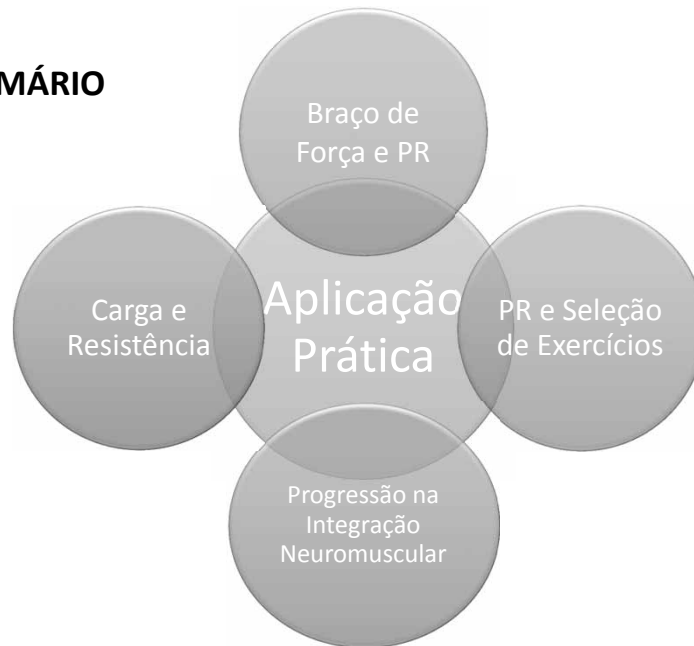 MÁRIO
Braço de
Força e PR
Carga e
Resistência
Aplicação
Prática
PR e Seleção
de Exercícios
Progressão na
Integração
Neuromuscular